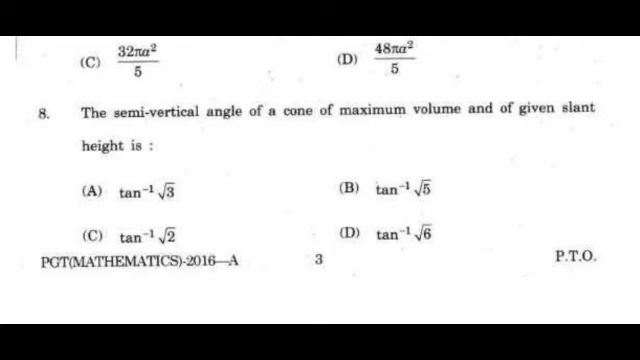 (C) 32πa²/5 (D) 48πa²/5
8. The semi-vertical angle of a cone of maximum volume and of given slant
height is :
(A) tan⁻¹ √3 (B) tan⁻¹ √5
(C) tan⁻¹ √2 (D) tan⁻¹ √6
PGT(MATHEMATICS)-2016—A 3 P.T.O.